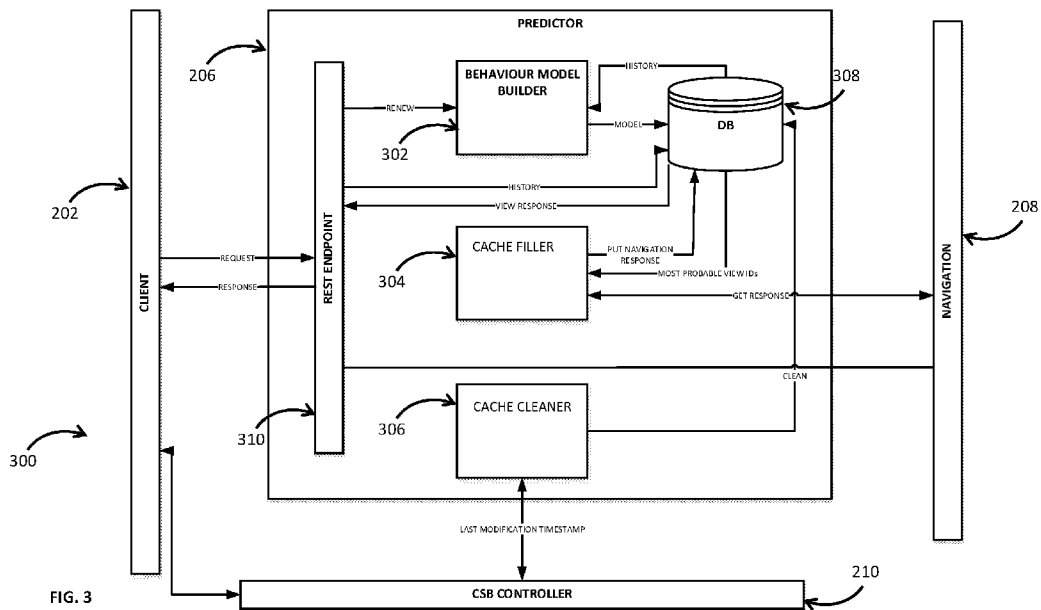 PREDICTOR
206
BEHAVIOUR MODEL
BUILDER
HISTORY
308
RENEW
302
MODEL
DB
HISTORY
202
VIEW RESPONSE
208
CACHE FILLER
PUT NAVIGATION
RESPONSE
304
REQUEST
MOST PROBABLE VIEW IDs
RESPONSE
GET RESPONSE
CLIENT
REST ENDPOINT
NAVIGATION
CLEAN
CACHE CLEANER
306
310
300
LAST MODIFICATION TIMESTAMP
210
FIG. 3
CSB CONTROLLER